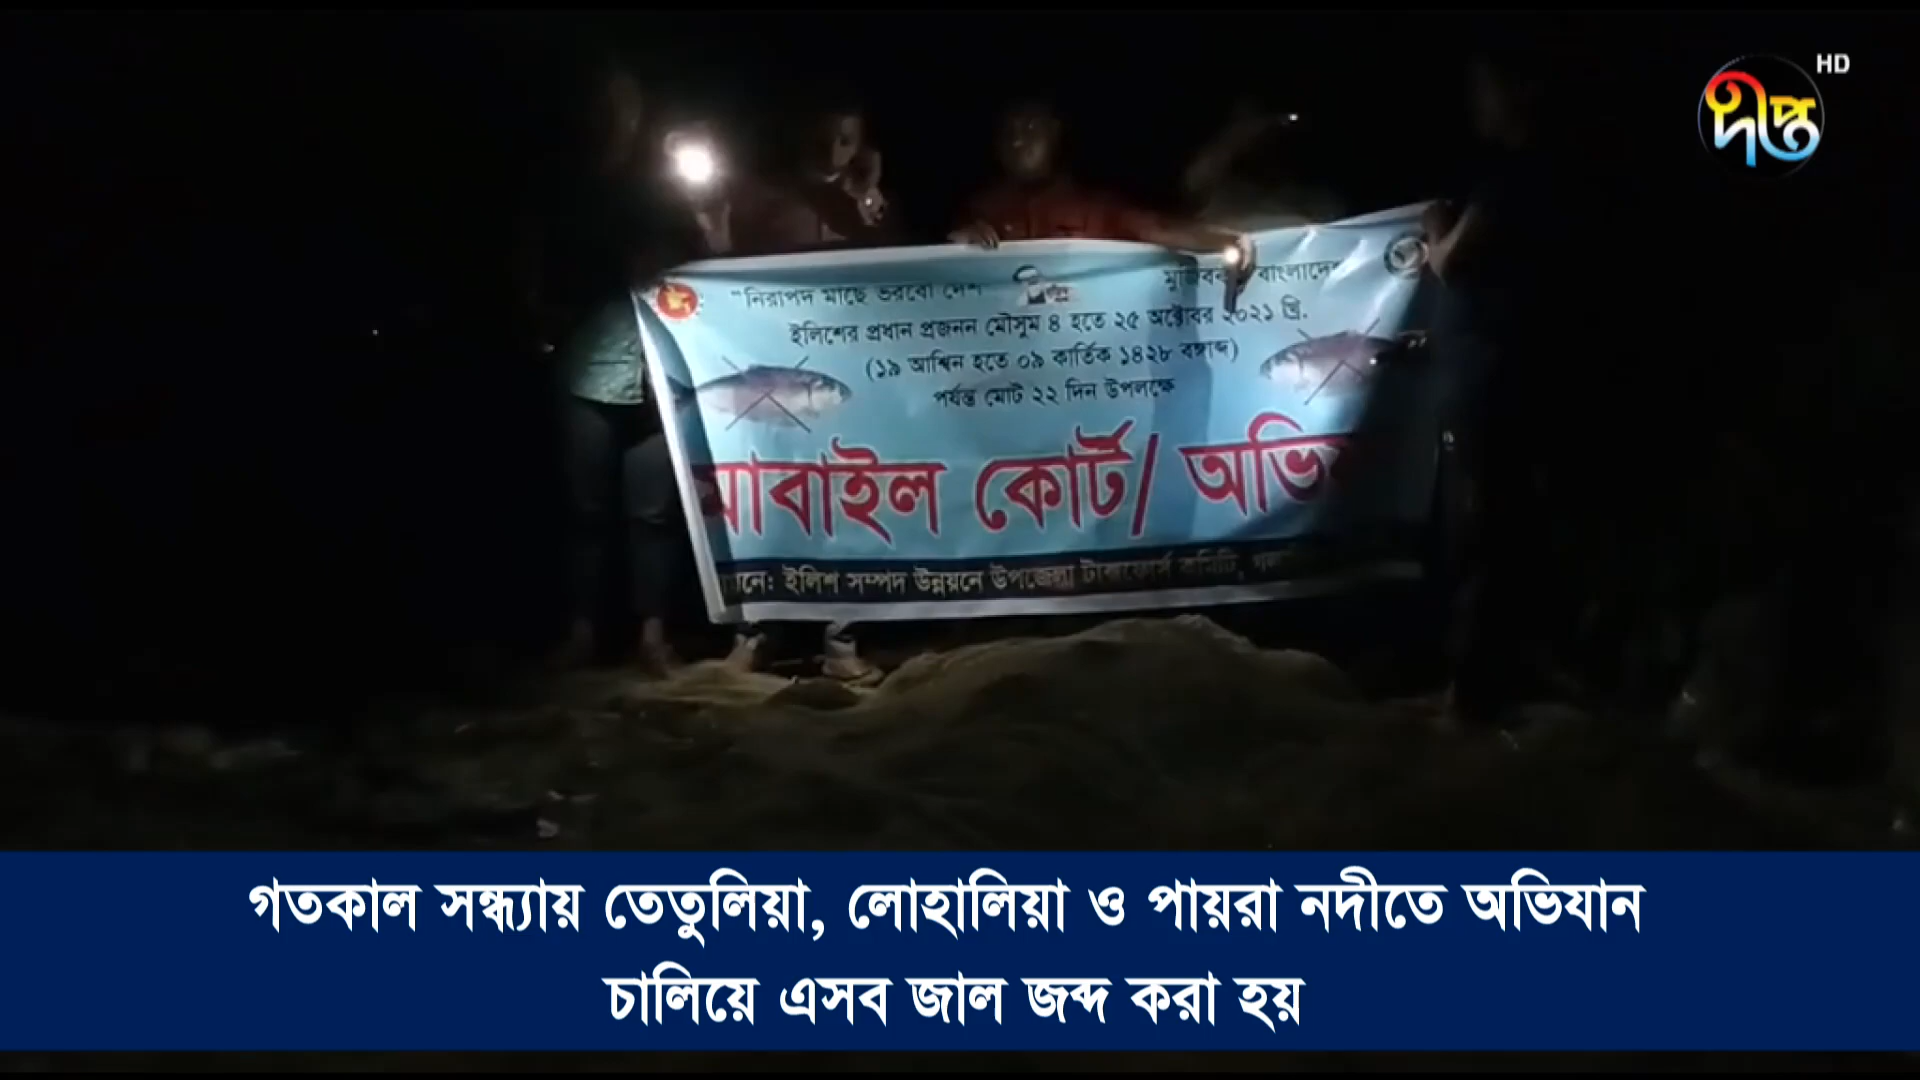 HD
দীপ্ত
"নিরাপদ মাছে ভরবো দেশ
বাংলাদেশ
ইলিশের প্রধান প্রজনন মৌসুম ৪ হতে ২৫ অক্টোবর ২০২১ খ্রি.
(১৯ আশ্বিন হতে ০৯ কার্তিক ১৪২৮ বঙ্গাব্দ)
পর্যন্ত মোট ২২ দিন উপলক্ষে
মোবাইল কোর্ট/
ইলিশ সম্পদ উন্নয়নে উপজেলা টাস্কফোর্স কমিটি,
গতকাল সন্ধ্যায় তেতুলিয়া, লোহালিয়া ও পায়রা নদীতে অভিযান
চালিয়ে এসব জাল জব্দ করা হয়